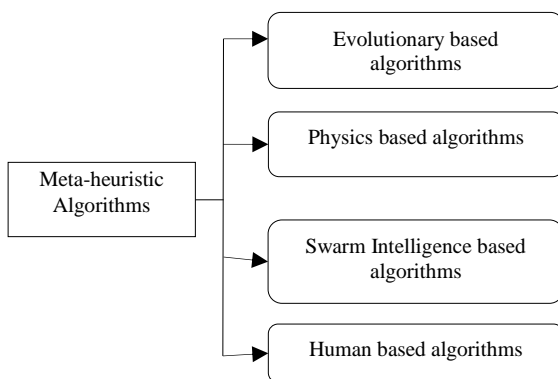 Evolutionary based
algorithms
Physics based algorithms
Meta-heuristic
Algorithms
Swarm Intelligence based
algorithms
Human based algorithms